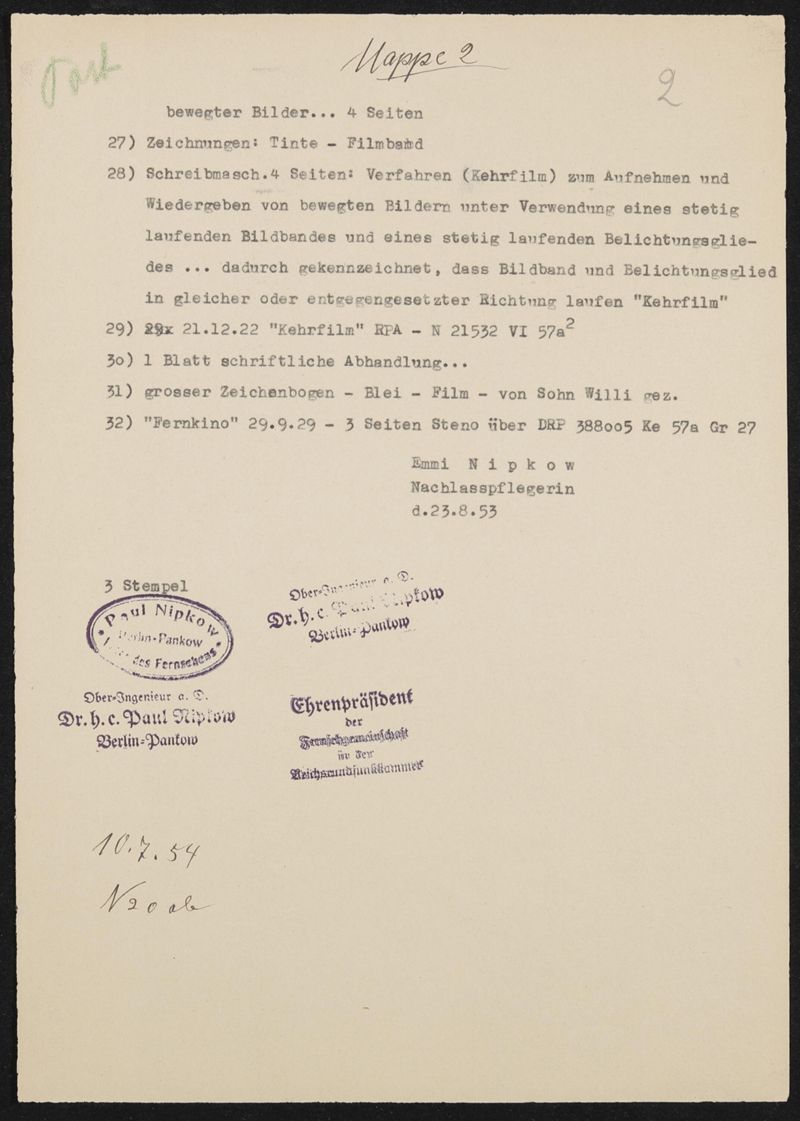 Mappe 2
2
bewegter Bilder... 4 Seiten
27) Zeichnungen: Tinte - Filmband
28) Schreibmasch.4 Seiten: Verfahren (Kehrfilm) zum Aufnehmen und
Wiedergeben von bewegten Bildern unter Verwendung eines stetig
laufenden Bildbandes und eines stetig laufenden Belichtungsglie-
des ... dadurch gekennzeichnet, dass Bildband und Belichtungsglied
in gleicher oder entgegengesetzter Richtung laufen "Kehrfilm"
29) 21.12.22 "Kehrfilm" RPA - N 21532 VI 57a²
30) 1 Blatt schriftliche Abhandlung...
31) grosser Zeichenbogen - Blei - Film - von Sohn Willi gez.
32) "Fernkino" 29.9.29 - 3 Seiten Steno über DRP 388oo5 Ke 57a Gr 27
Emmi N i p k o w
Nachlasspflegerin
d.23.8.53
3 Stempel
Paul Nipkow
Berlin-Pankow
des Fernsehens
Ober-Ingenieur a. D.
Dr. h. c. Paul Nipkow
Berlin-Pankow
Ober-Ingenieur a. D.
Dr. h. c. Paul Nipkow
Berlin-Pankow
Ehrenpräsident
der
Fernsehgemeinschaft
in der
Reichsrundfunkkammer
10.7.54